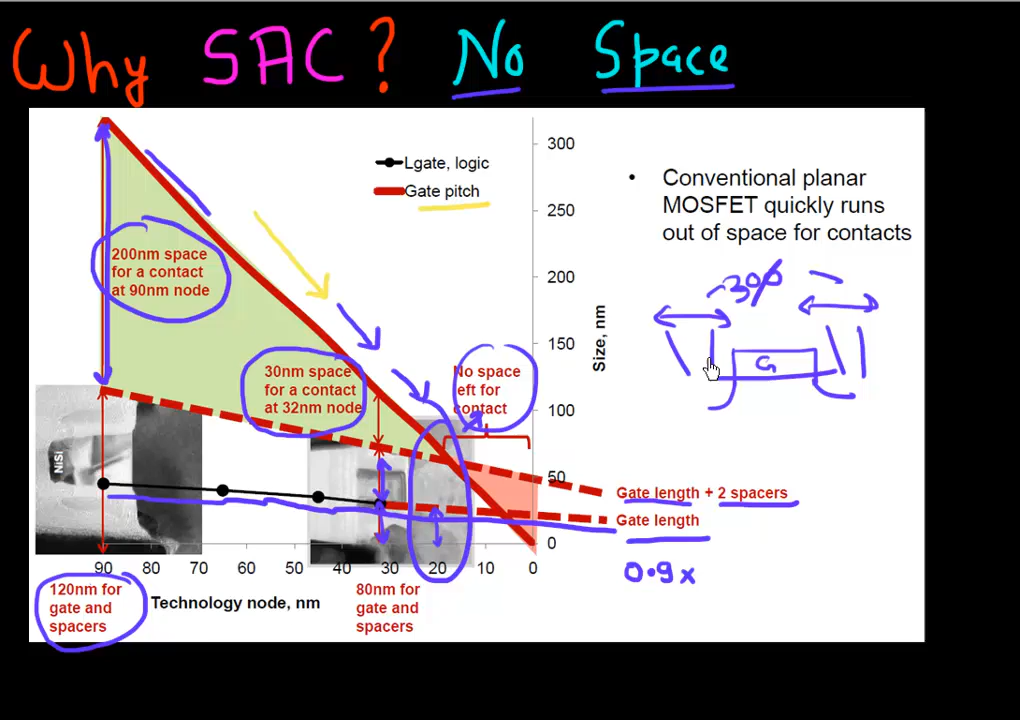 Why SAC? No Space
300
250
200
150
100
50
0
Size, nm
Lgate, logic
Gate pitch
200nm space
for a contact
at 90nm node
30nm space
for a contact
at 32nm node
No space
left for
contact
NiSi
Gate length + 2 spacers
Gate length
0.9x
90 80 70 60 50 40 30 20 10 0
Technology node, nm
120nm for
gate and
spacers
80nm for
gate and
spacers
• Conventional planar
MOSFET quickly runs
out of space for contacts
G